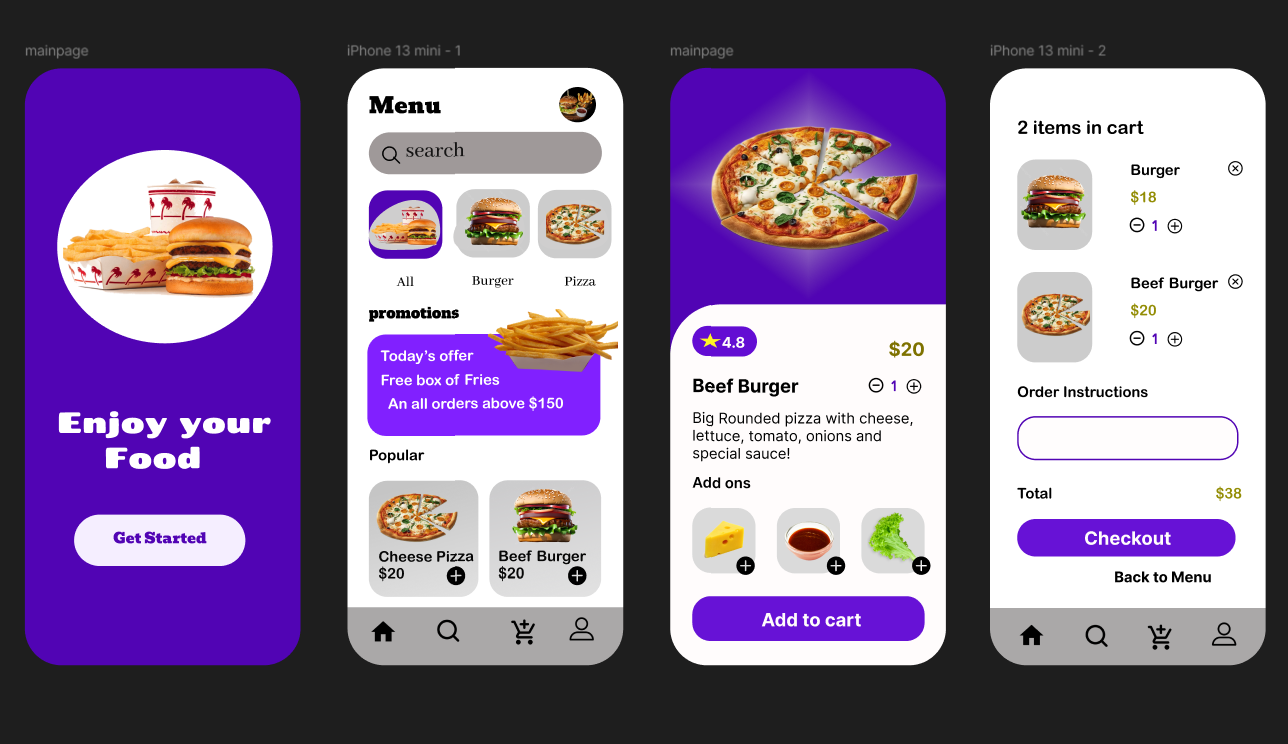 mainpage
Enjoy your
Food
Get Started
iPhone 13 mini - 1
Menu
search
All
Burger
Pizza
promotions
Today's offer
Free box of Fries
An all orders above $150
Popular
Cheese Pizza
$20
Beef Burger
$20
mainpage
4.8
$20
Beef Burger
1
Big Rounded pizza with cheese,
lettuce, tomato, onions and
special sauce!
Add ons
Add to cart
iPhone 13 mini - 2
2 items in cart
Burger
$18
1
Beef Burger
$20
1
Order Instructions
Total
$38
Checkout
Back to Menu